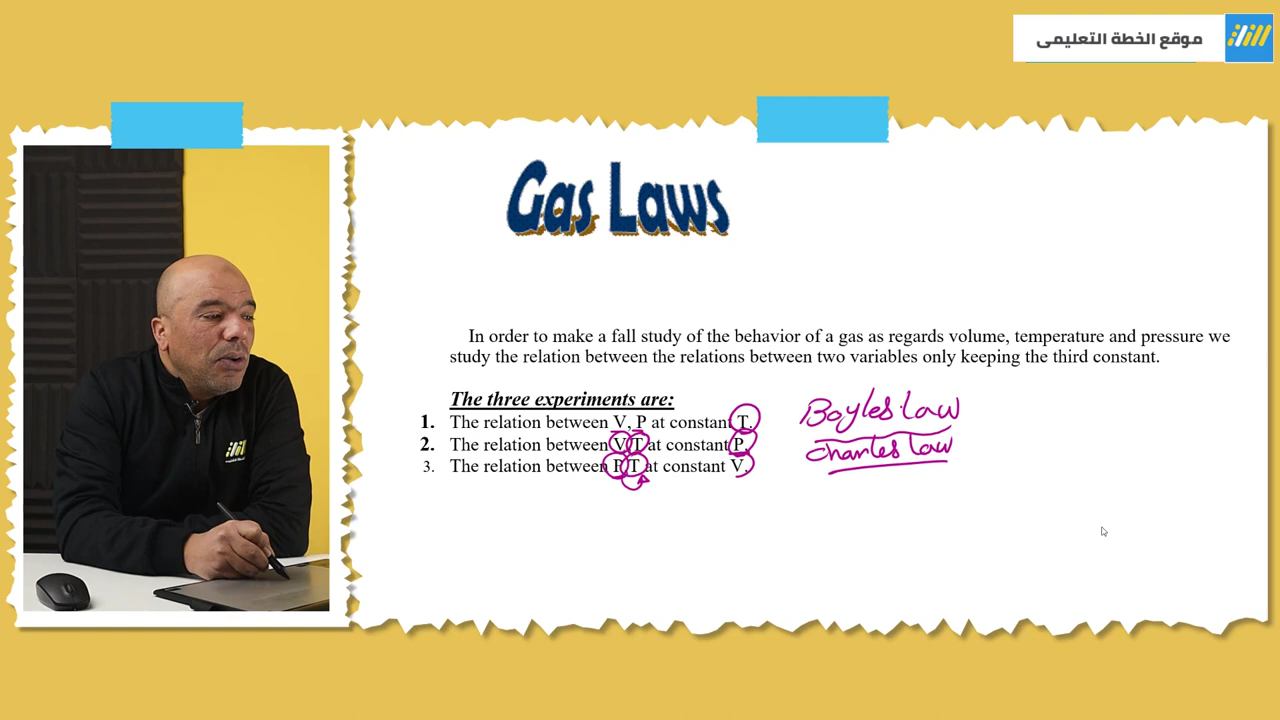 موقع الخطة التعليمى
Gas Laws
In order to make a fall study of the behavior of a gas as regards volume, temperature and pressure we
study the relation between the relations between two variables only keeping the third constant.
The three experiments are:
1. The relation between V, P at constant T.
Boyles Law
2. The relation between V, T at constant P.
Charles Law
3. The relation between P, T at constant V.